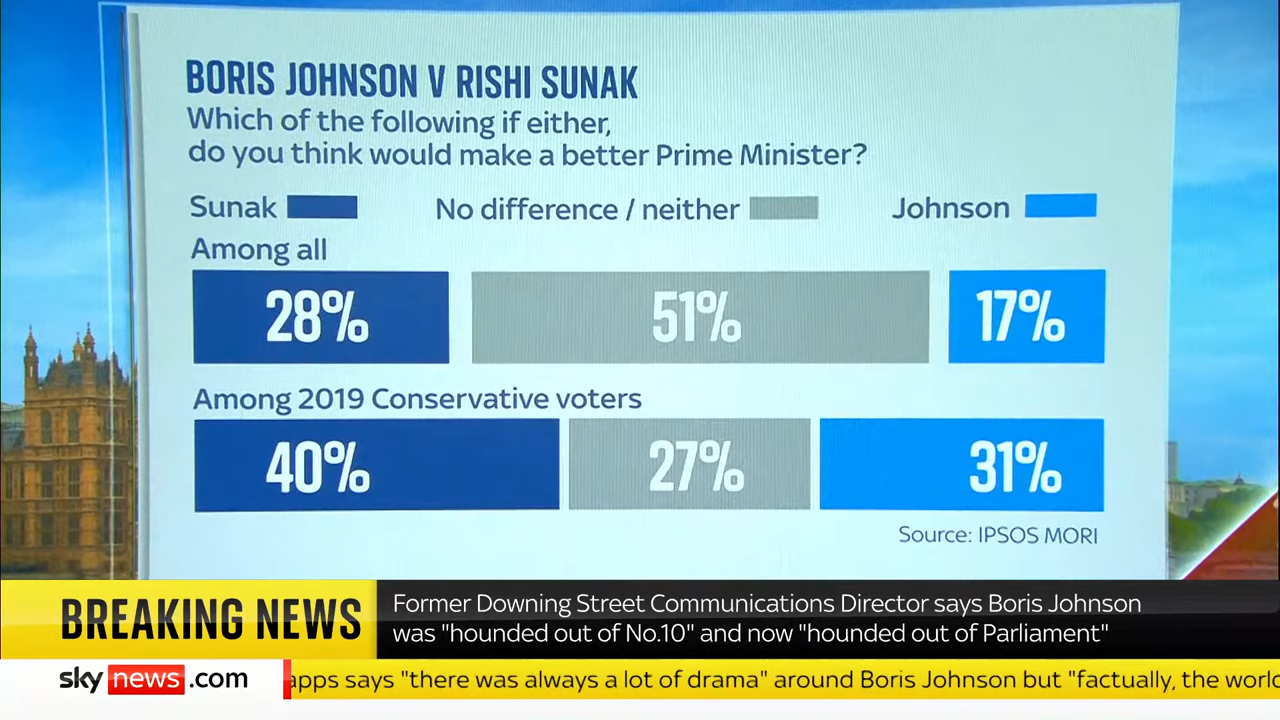 BORIS JOHNSON V RISHI SUNAK
Which of the following if either,
do you think would make a better Prime Minister?
Sunak No difference / neither Johnson
Among all
28% 51% 17%
Among 2019 Conservative voters
40% 27% 31%
Source: IPSOS MORI
BREAKING NEWS
Former Downing Street Communications Director says Boris Johnson
was "hounded out of No.10" and now "hounded out of Parliament"
sky news.com
apps says "there was always a lot of drama" around Boris Johnson but "factually, the world